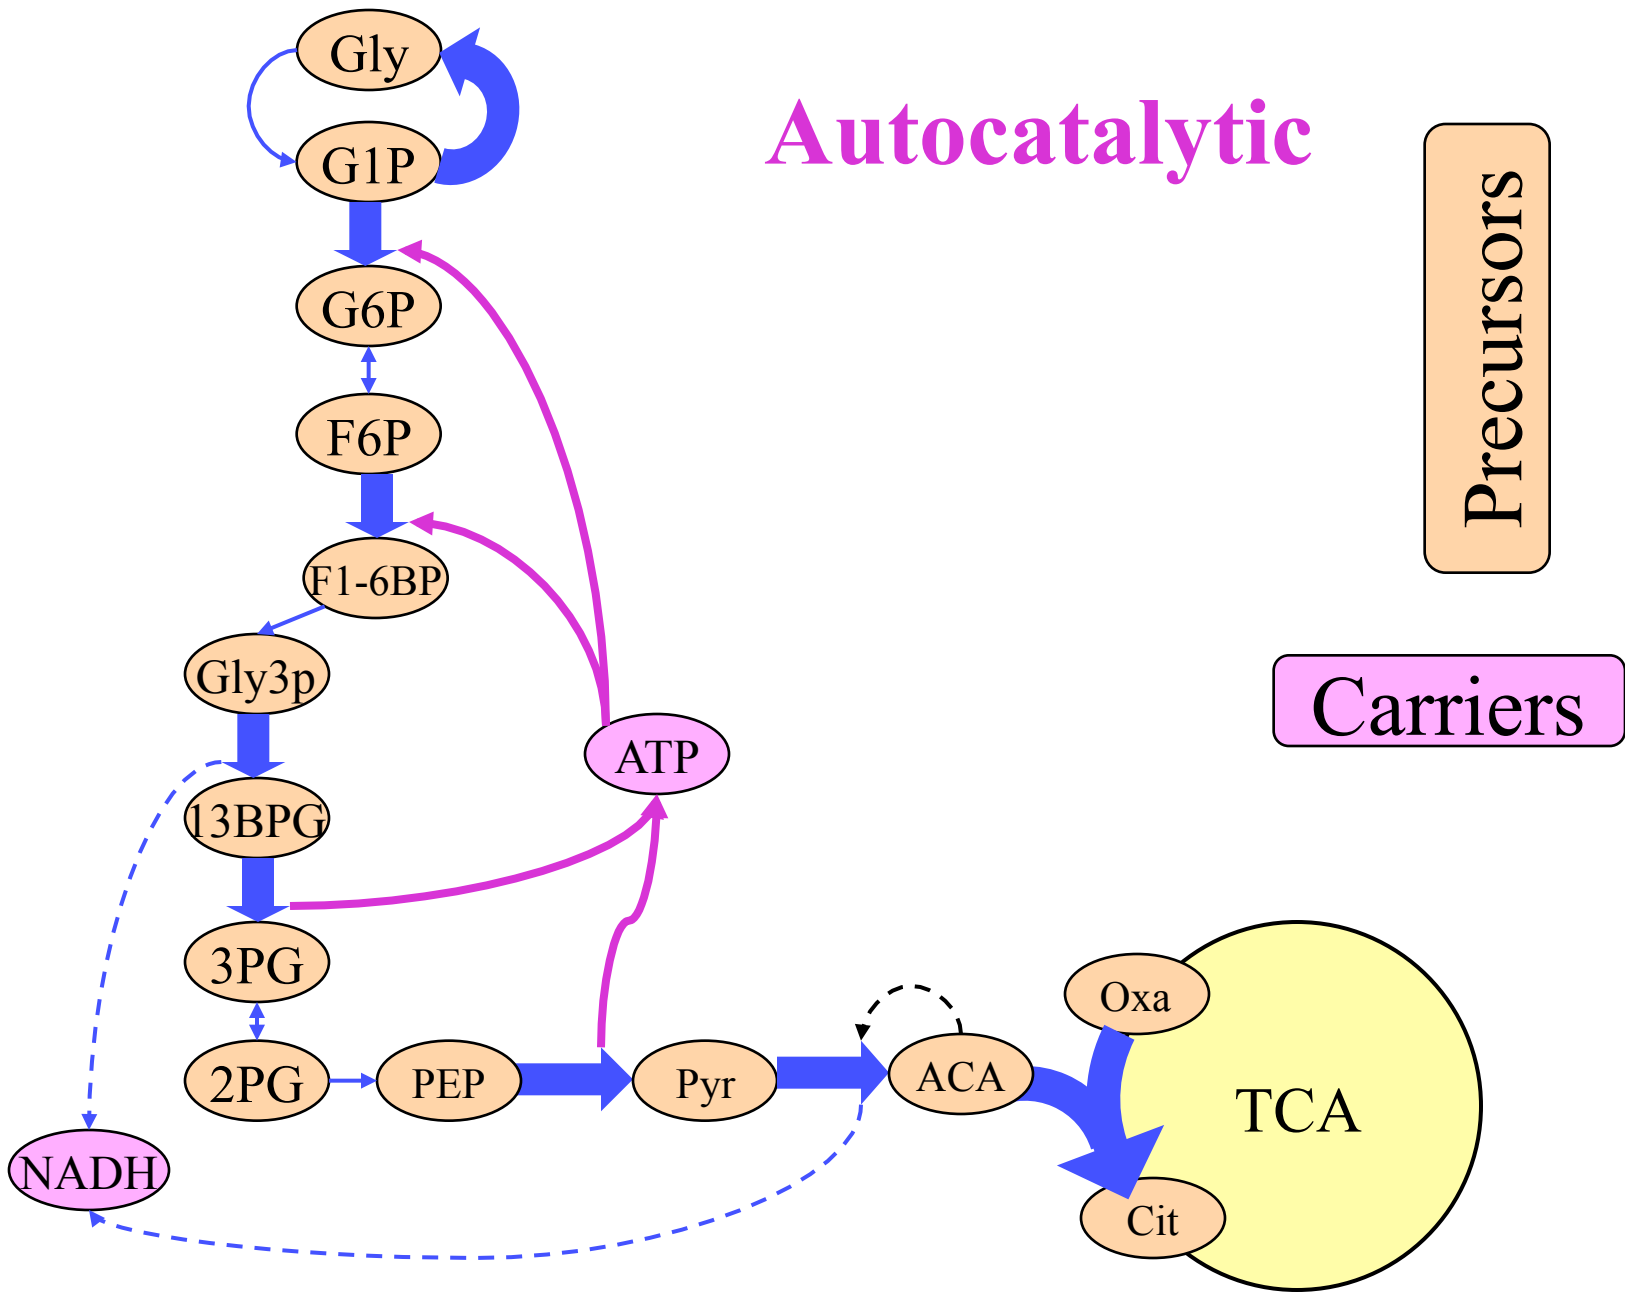 Gly
G1P
Autocatalytic
Precursors
G6P
F6P
F1-6BP
Gly3p
Carriers
ATP
13BPG
3PG
Oxa
2PG
PEP
Pyr
ACA
TCA
NADH
Cit